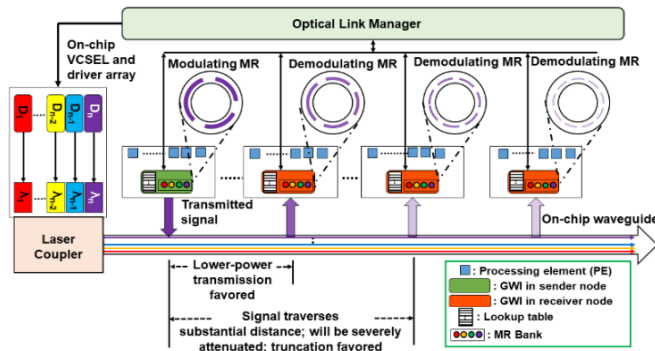 Optical Link Manager
On-chip
VCSEL and
driver array
Modulating MR
Demodulating MR
Demodulating MR
Demodulating MR
D1
Dn-2
Dn-1
Dn
λ1
λn-2
λn-1
λn
Transmitted
signal
On-chip waveguide
Laser
Coupler
Lower-power
transmission
favored
Signal traverses
substantial distance; will be severely
attenuated; truncation favored
: Processing element (PE)
: GWI in sender node
: GWI in receiver node
: Lookup table
: MR Bank